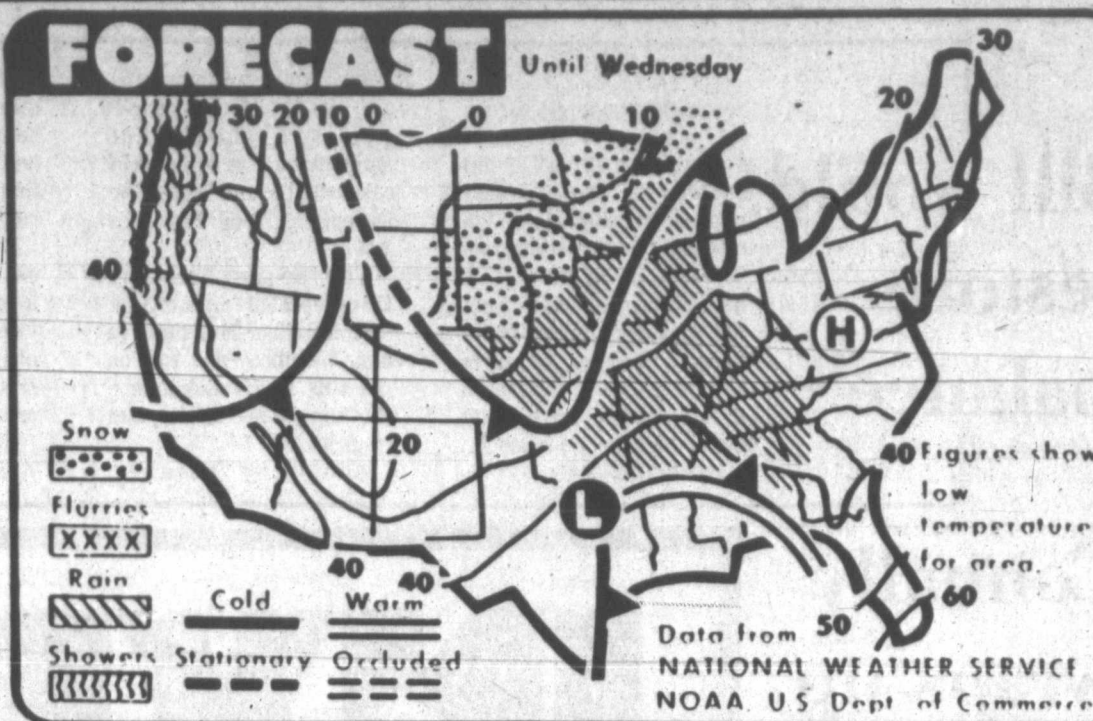 FORECAST
Until Wednesday
30
30 20 10 0 0 10 20
40
H
20
L
40
40 40
50
60
Snow
Flurries
XXXX
Rain
Showers
Cold
Warm
Stationary
Occluded
Figures show
low
temperature
for area.
Data from
NATIONAL WEATHER SERVICE
NOAA. U.S Dept of Commerce